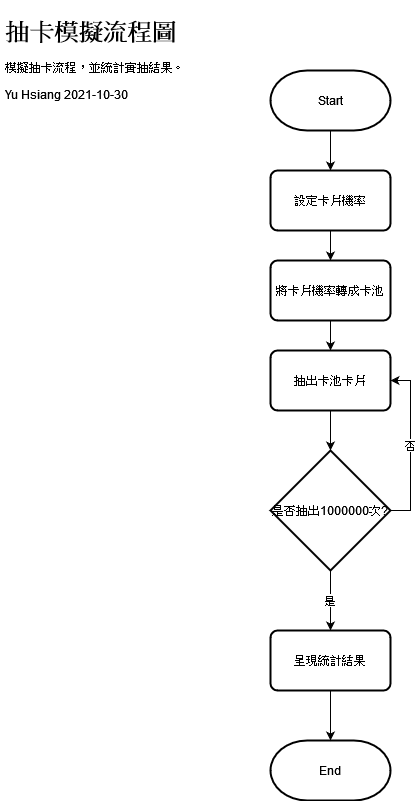 抽卡模擬流程圖
模擬抽卡流程，並統計實抽結果。
Yu Hsiang 2021-10-30
Start
設定卡片機率
將卡片機率轉成卡池
抽出卡池卡片
否
是否抽出1000000次?
是
呈現統計結果
End